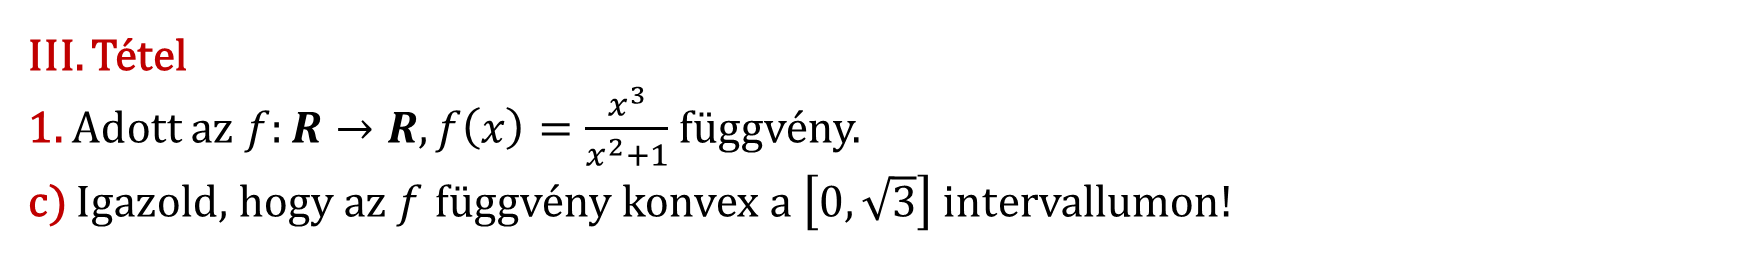 III. Tétel
1. Adott az f: R → R, f(x) = x³/(x²+1) függvény.
c) Igazold, hogy az f függvény konvex a [0, √3] intervallumon!